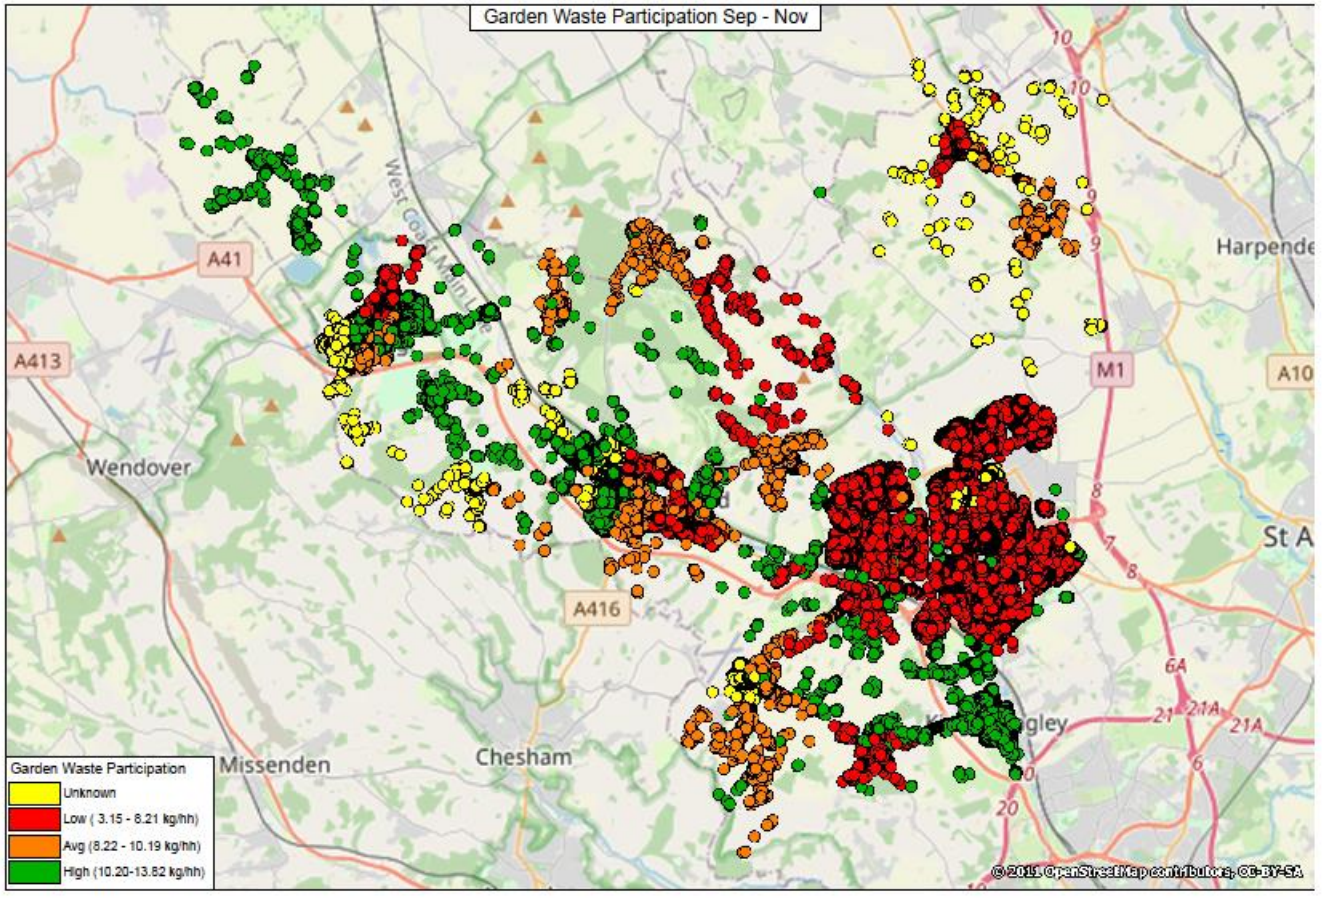 Garden Waste Participation Sep - Nov
10
10
West Coast Main Line
9
9
Harpende
A41
A413
M1
A10
Wendover
8
7
8
St A
A416
6A
21
21A
21A
gley
6
Missenden
Chesham
20
Garden Waste Participation
Unknown
Low ( 3.15 - 8.21 kg/hh)
Avg (8.22 - 10.19 kg/hh)
High (10.20-13.82 kg/hh)
© 2011 OpenStreetMap contributors, CC-BY-SA